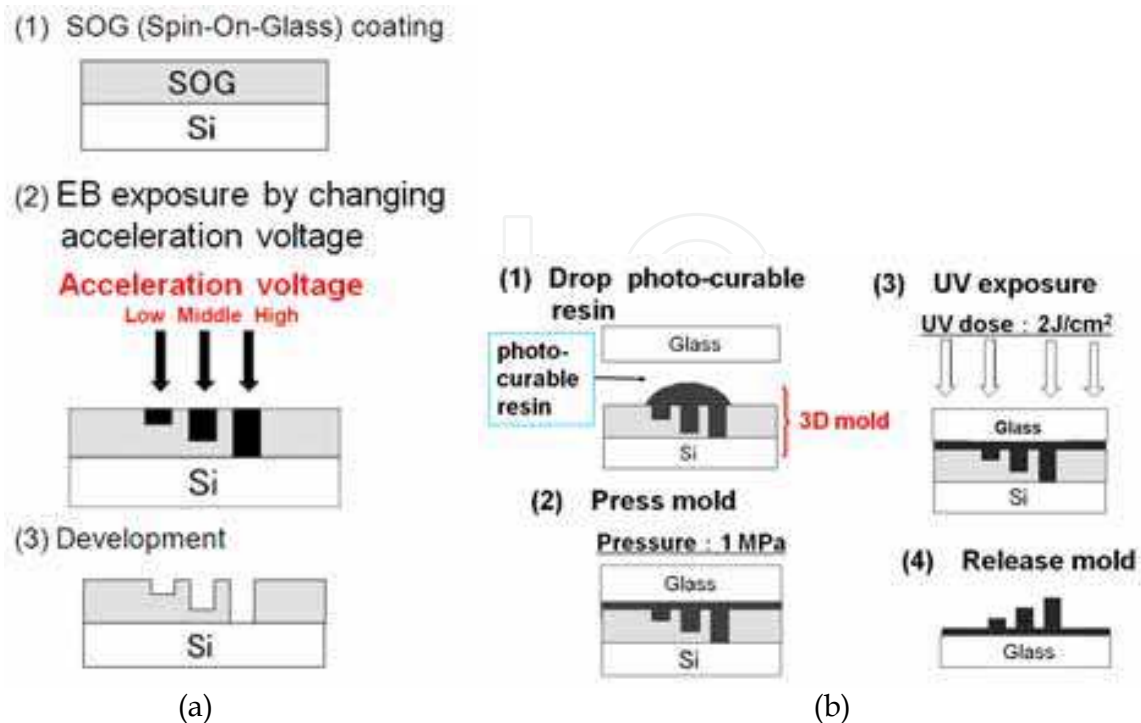 (1) SOG (Spin-On-Glass) coating
SOG
Si
(2) EB exposure by changing
acceleration voltage
Acceleration voltage
Low Middle High
Si
(3) Development
Si
(a)
(1) Drop photo-curable
resin
Glass
photo-
curable
resin
3D mold
Si
(2) Press mold
Pressure : 1 MPa
Glass
Si
(3) UV exposure
UV dose : 2J/cm²
Glass
Si
(4) Release mold
Glass
(b)